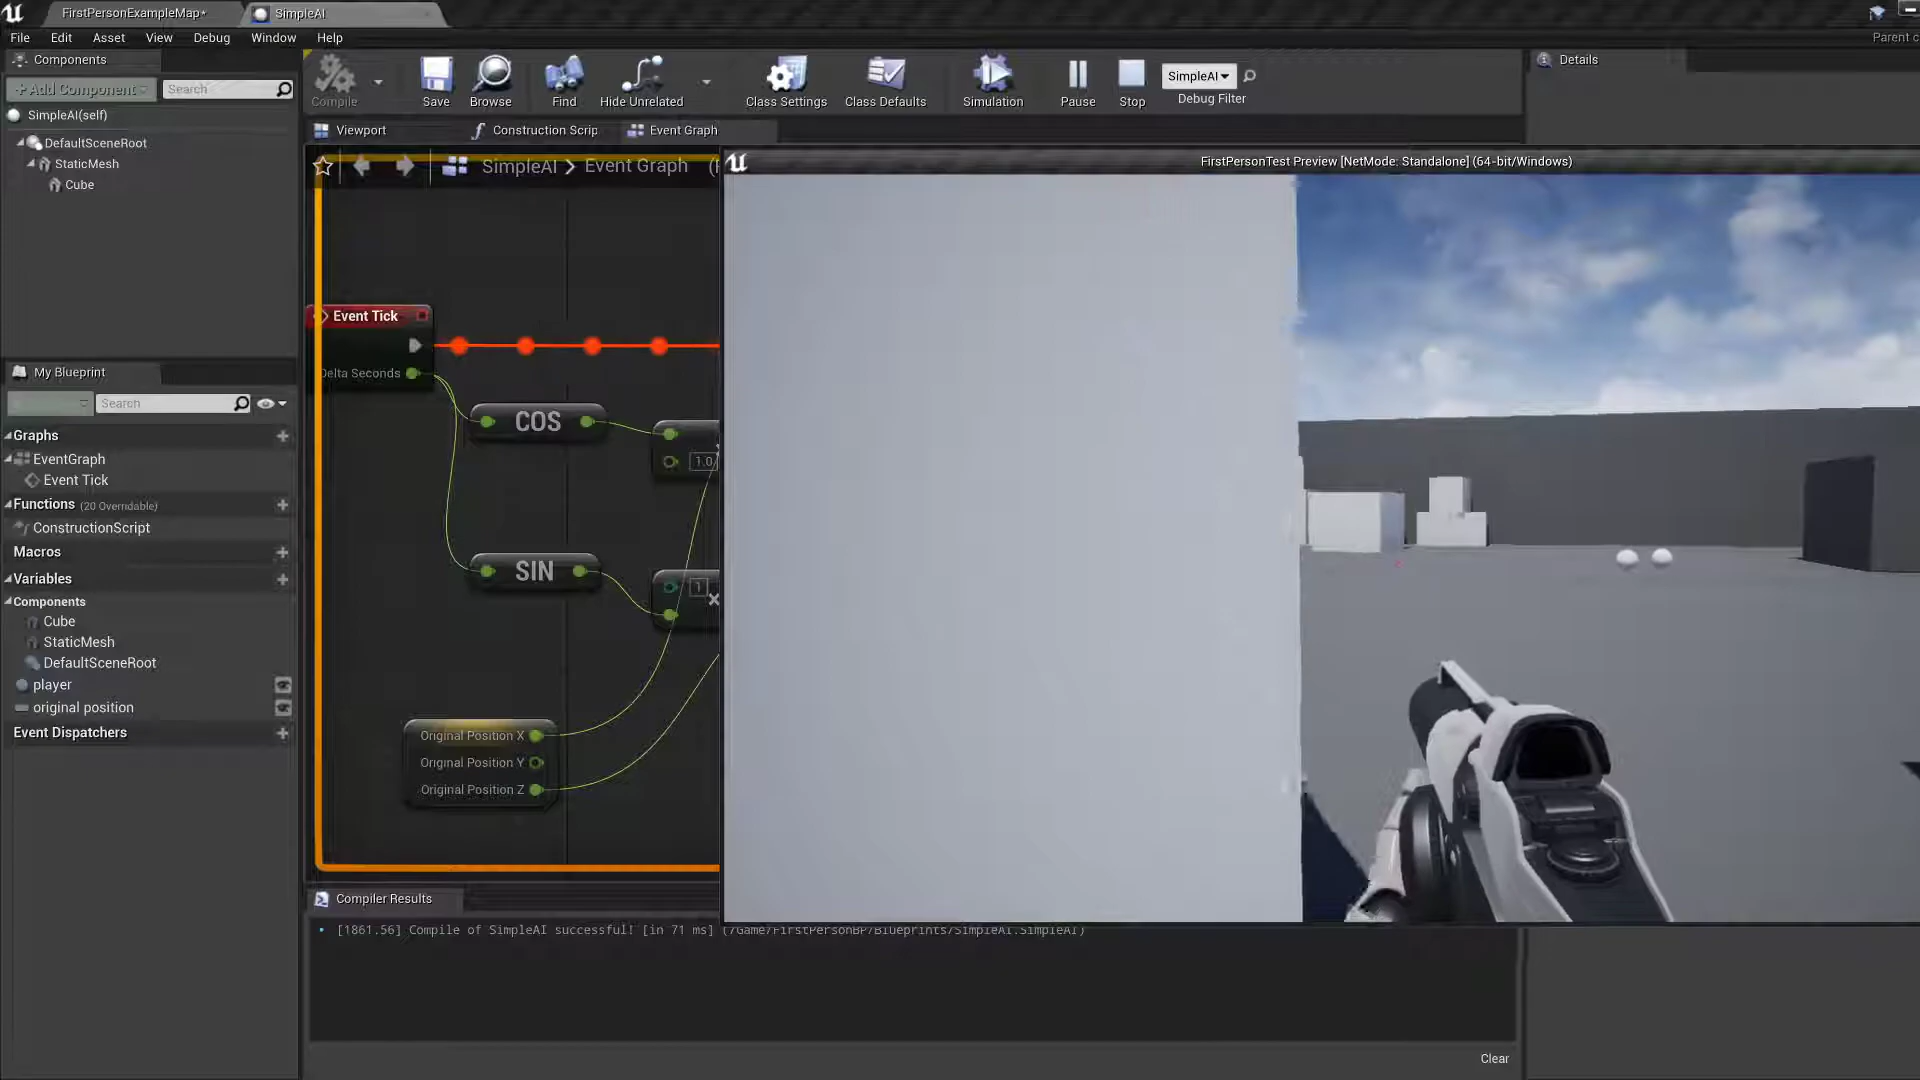 FirstPersonExampleMap*
SimpleAI
File Edit Asset View Debug Window Help
Parent c
Components
+Add Component
Search
SimpleAI(self)
DefaultSceneRoot
StaticMesh
Cube
Compile
Save
Browse
Find
Hide Unrelated
Class Settings
Class Defaults
Simulation
Pause
Stop
SimpleAI
Debug Filter
Details
Viewport
Construction Scrip
Event Graph
SimpleAI > Event Graph
FirstPersonTest Preview [NetMode: Standalone] (64-bit/Windows)
Event Tick
Delta Seconds
COS
1.0
SIN
1
Original Position X
Original Position Y
Original Position Z
My Blueprint
Search
Graphs
EventGraph
Event Tick
Functions (20 Overridable)
ConstructionScript
Macros
Variables
Components
Cube
StaticMesh
DefaultSceneRoot
player
original position
Event Dispatchers
Compiler Results
[1861.56] Compile of SimpleAI successful! [in 71 ms] (/Game/FirstPersonBP/Blueprints/SimpleAI.SimpleAI)
Clear